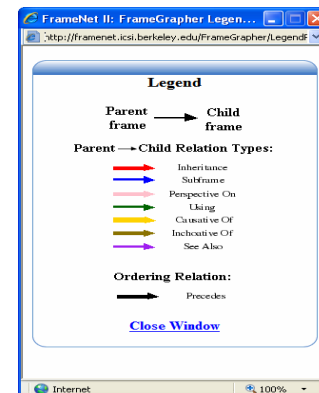 FrameNet II: FrameGrapher Legen...
http://framenet.icsi.berkeley.edu/FrameGrapher/LegendF
Legend
Parent frame Child frame
Parent Child Relation Types:
Inheritance
Subframe
Perspective On
Using
Causative Of
Inchoative Of
See Also
Ordering Relation:
Precedes
Close Window
Internet 100%